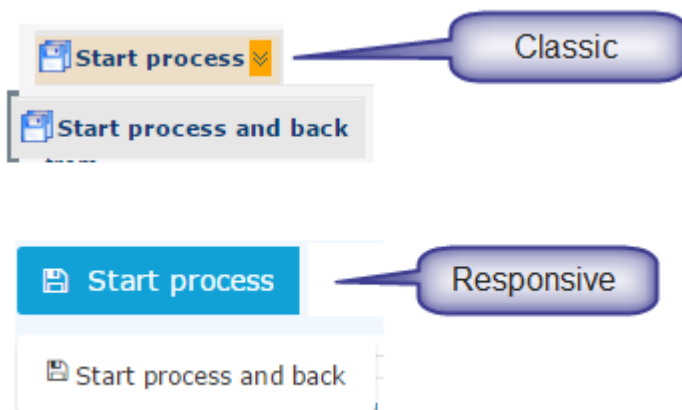 Start process
Classic
Start process and back
Start process
Responsive
Start process and back